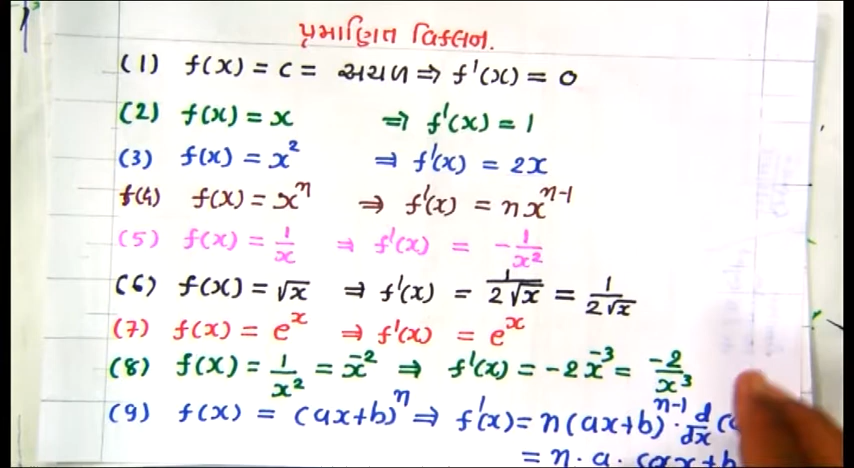 પ્રમાણિત વિકલન.
(1) f(x) = c = અચળ ⇒ f'(x) = 0
(2) f(x) = x ⇒ f'(x) = 1
(3) f(x) = x² ⇒ f'(x) = 2x
f(4) f(x) = xⁿ ⇒ f'(x) = nxⁿ⁻¹
(5) f(x) = 1/x ⇒ f'(x) = -1/x²
(6) f(x) = √x ⇒ f'(x) = 1/2√x = 1/2√x
(7) f(x) = eˣ ⇒ f'(x) = eˣ
(8) f(x) = 1/x² = x⁻² ⇒ f'(x) = -2x⁻³ = -2/x³
(9) f(x) = (ax+b)ⁿ ⇒ f'(x) = n(ax+b)ⁿ⁻¹ · d/dx (
= n · a · (ax+b